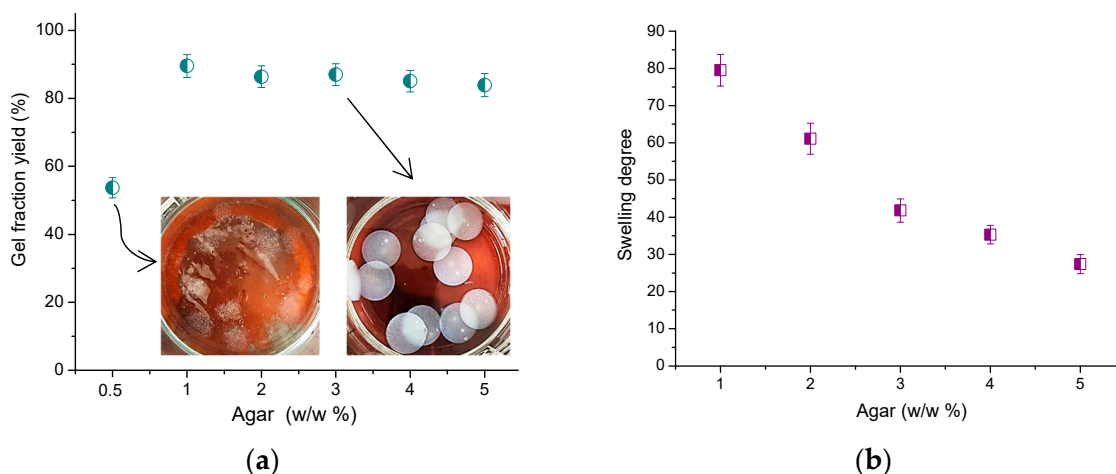 Gel fraction yield (%)
100
80
60
40
20
0
0.5 1 2 3 4 5
Agar (w/w %)
(a)
Swelling degree
90
80
70
60
50
40
30
20
10
0
1 2 3 4 5
Agar (w/w %)
(b)